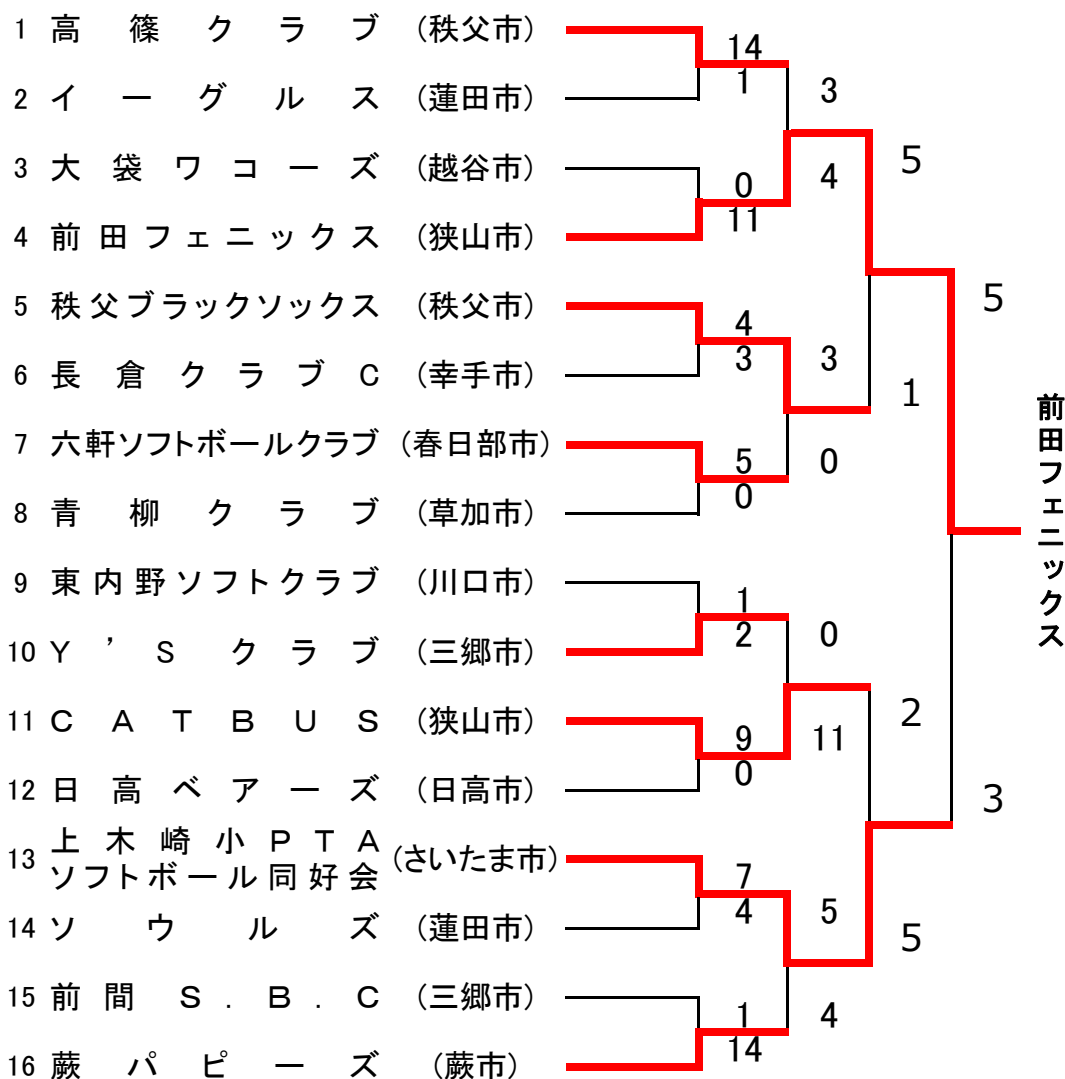 1 高篠クラブ (秩父市)
14
1
2 イーグルス (蓮田市)
3
3 大袋ワコーズ (越谷市)
0
11
4
5
4 前田フェニックス (狭山市)
5 秩父ブラックソックス (秩父市)
4
3
3
5
6 長倉クラブC (幸手市)
1
7 六軒ソフトボールクラブ (春日部市)
5
0
0
8 青柳クラブ (草加市)
前田フェニックス
9 東内野ソフトクラブ (川口市)
1
2
0
10 Y’Sクラブ (三郷市)
11 CATBUS (狭山市)
9
0
11
2
12 日高ベアーズ (日高市)
3
13 上木崎小PTA
ソフトボール同好会 (さいたま市)
7
4
5
5
14 ソウルズ (蓮田市)
15 前間S.B.C (三郷市)
1
14
4
16 蕨パピーズ (蕨市)